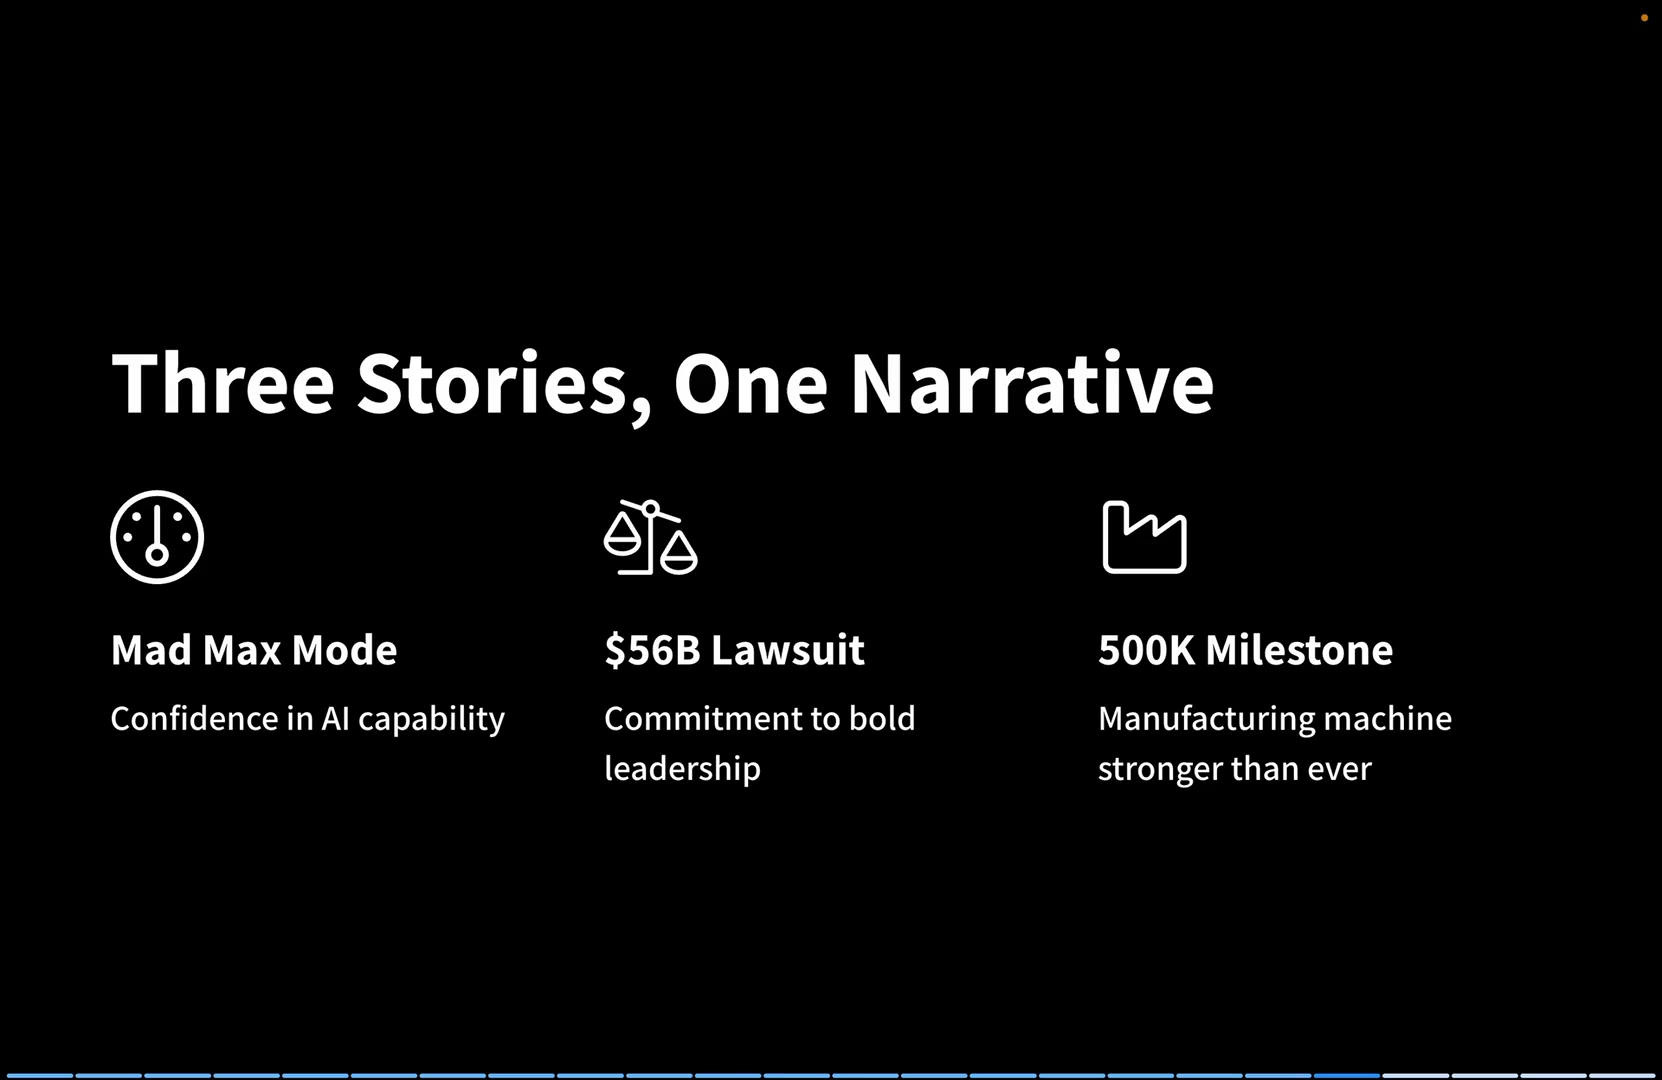 Three Stories, One Narrative
Mad Max Mode
Confidence in AI capability
$56B Lawsuit
Commitment to bold
leadership
500K Milestone
Manufacturing machine
stronger than ever